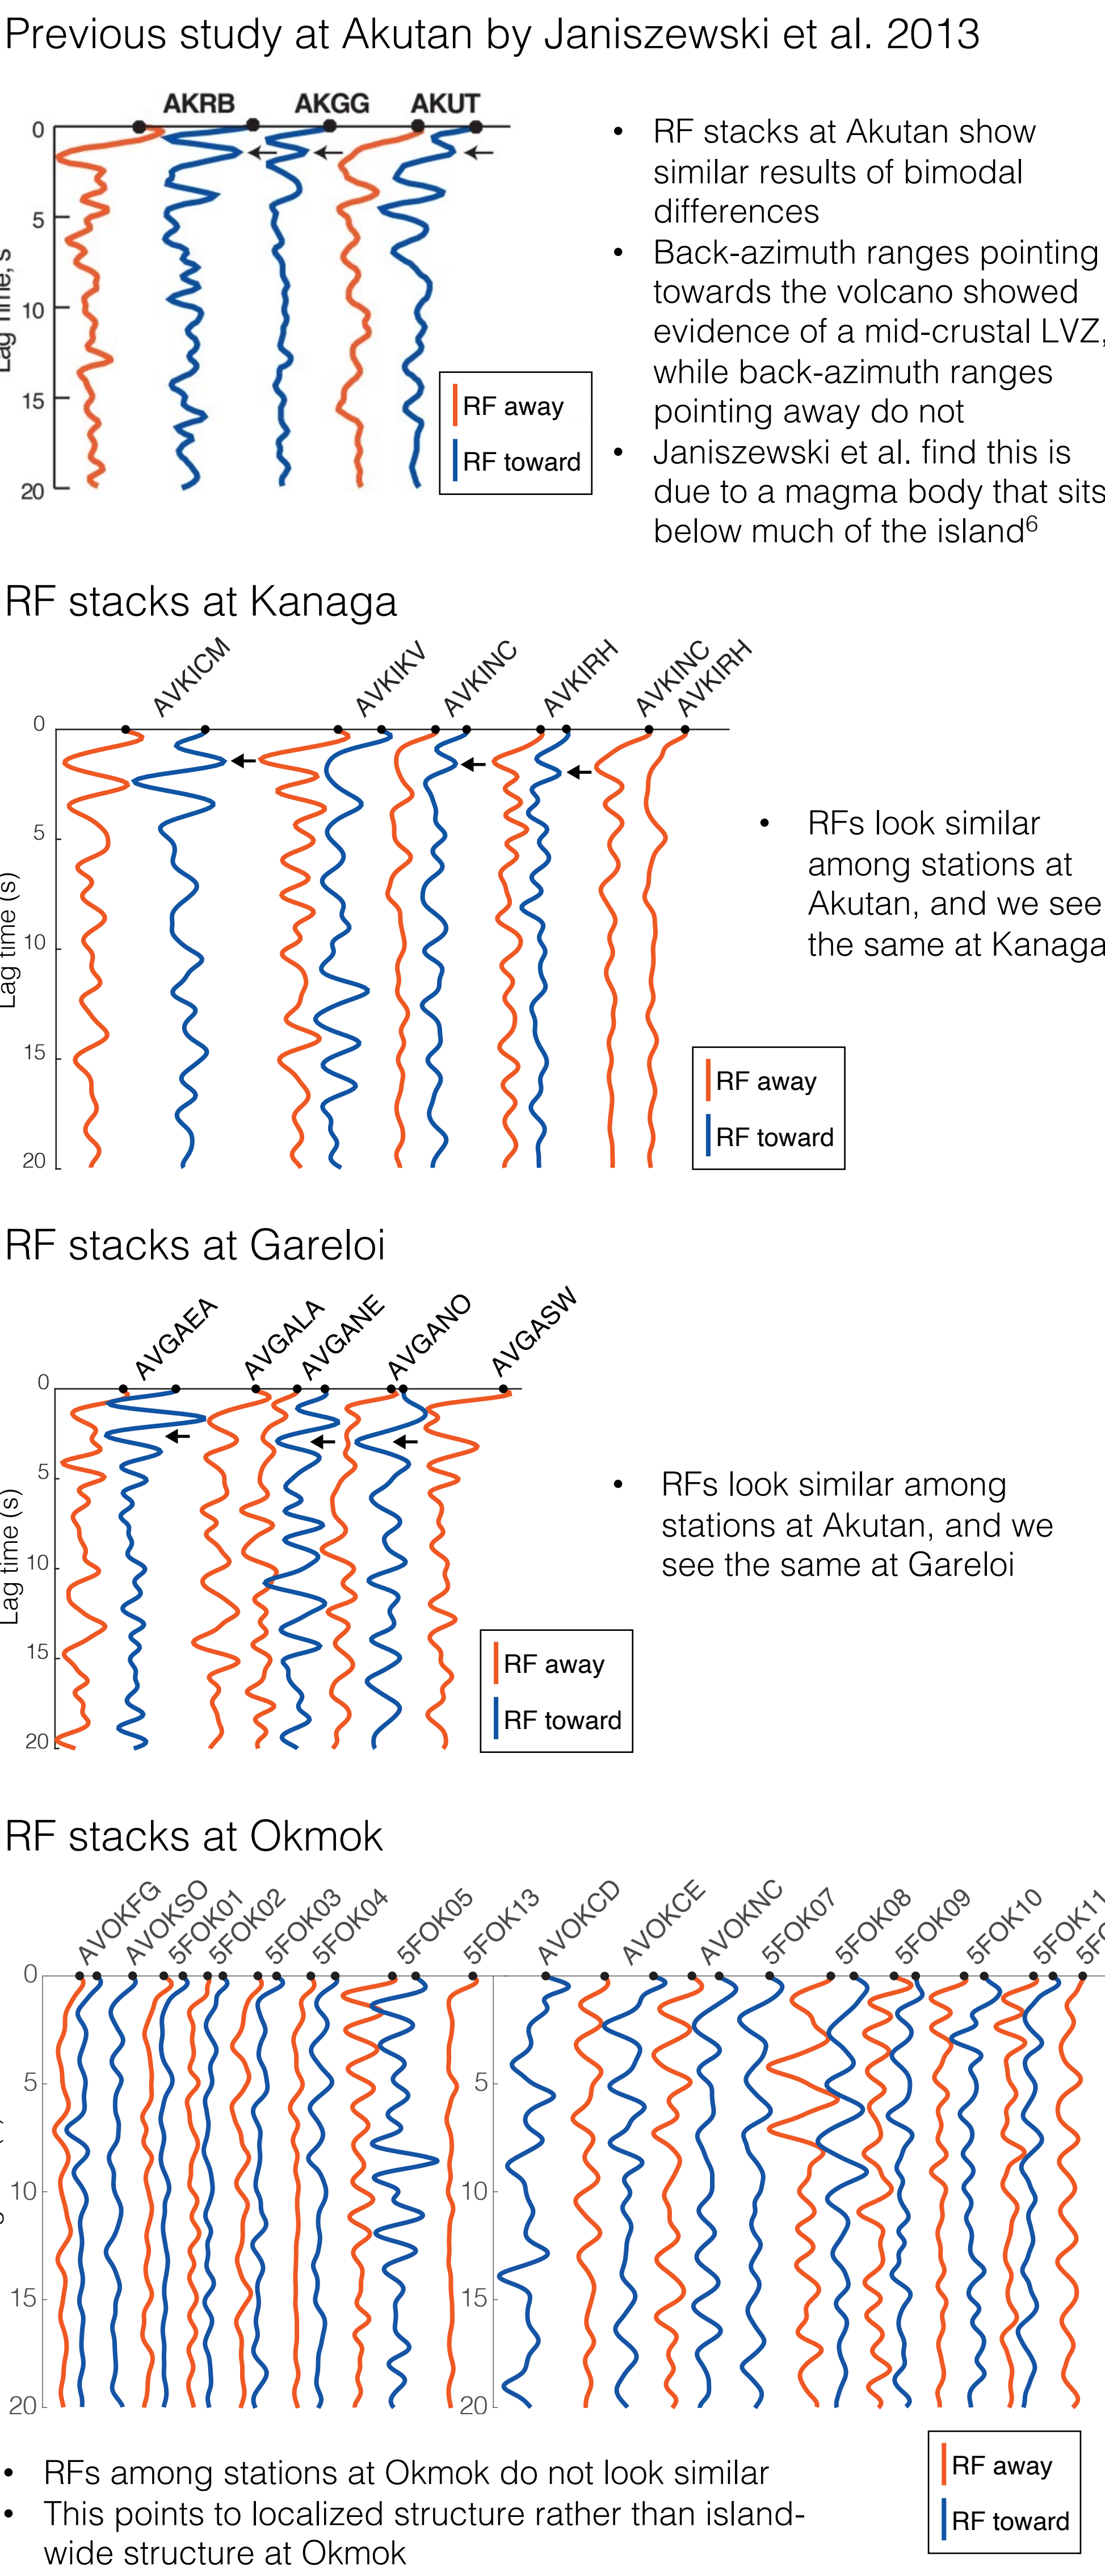 Previous study at Akutan by Janiszewski et al. 2013
AKRB AKGG AKUT
0
5
10
15
20
RF away
RF toward
• RF stacks at Akutan show
similar results of bimodal
differences
• Back-azimuth ranges pointing
towards the volcano showed
evidence of a mid-crustal LVZ,
while back-azimuth ranges
pointing away do not
• Janiszewski et al. find this is
due to a magma body that sits
below much of the island6
RF stacks at Kanaga
AVKICM AVKIKV AVKINC AVKIRH AVKINC AVKIRH
0
5
10
15
20
Lag time (s)
RF away
RF toward
• RFs look similar
among stations at
Akutan, and we see
the same at Kanaga
RF stacks at Gareloi
AVGAEA AVGALA AVGANE AVGANO AVGASW
0
5
10
15
20
Lag time (s)
RF away
RF toward
• RFs look similar among
stations at Akutan, and we
see the same at Gareloi
RF stacks at Okmok
AVOKFG AVOKSO 5FOK01 5FOK02 5FOK03 5FOK04 5FOK05 5FOK13 AVOKCD AVOKCE AVOKNC 5FOK07 5FOK08 5FOK09 5FOK10 5FOK11
0
5 5
10 10
15 15
20 20
RF away
RF toward
• RFs among stations at Okmok do not look similar
• This points to localized structure rather than island-
wide structure at Okmok